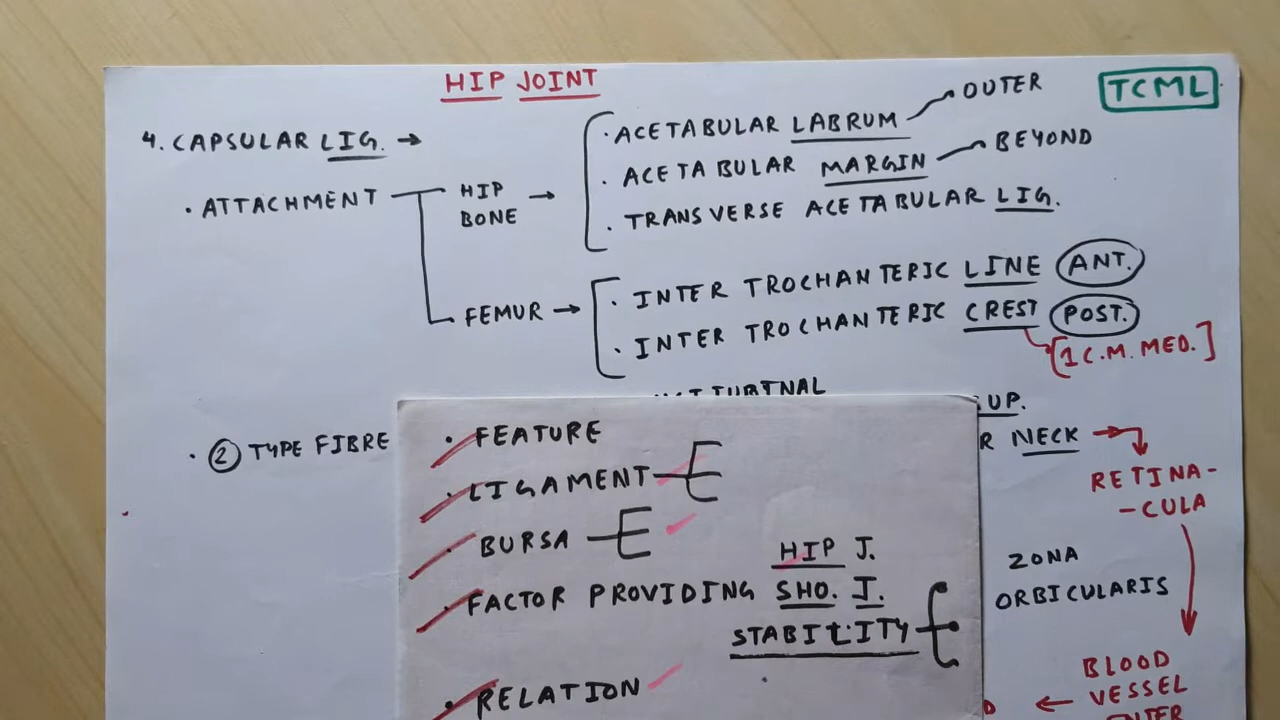 HIP JOINT
TCML
4. CAPSULAR LIG. →
· ATTACHMENT
HIP BONE →
· ACETABULAR LABRUM
OUTER
· ACETABULAR MARGIN
BEYOND
· TRANSVERSE ACETABULAR LIG.
FEMUR →
· INTER TROCHANTERIC LINE ANT.
· INTER TROCHANTERIC CREST POST.
[1 C.M. MED.]
UP.
· 2 TYPE FIBRE
NECK →
RETINA-
-CULA
ZONA
ORBICULARIS
BLOOD
VESSEL
←
· FEATURE
· LIGAMENT
· BURSA
HIP J.
· FACTOR PROVIDING SHO. J.
STABILITY
· RELATION